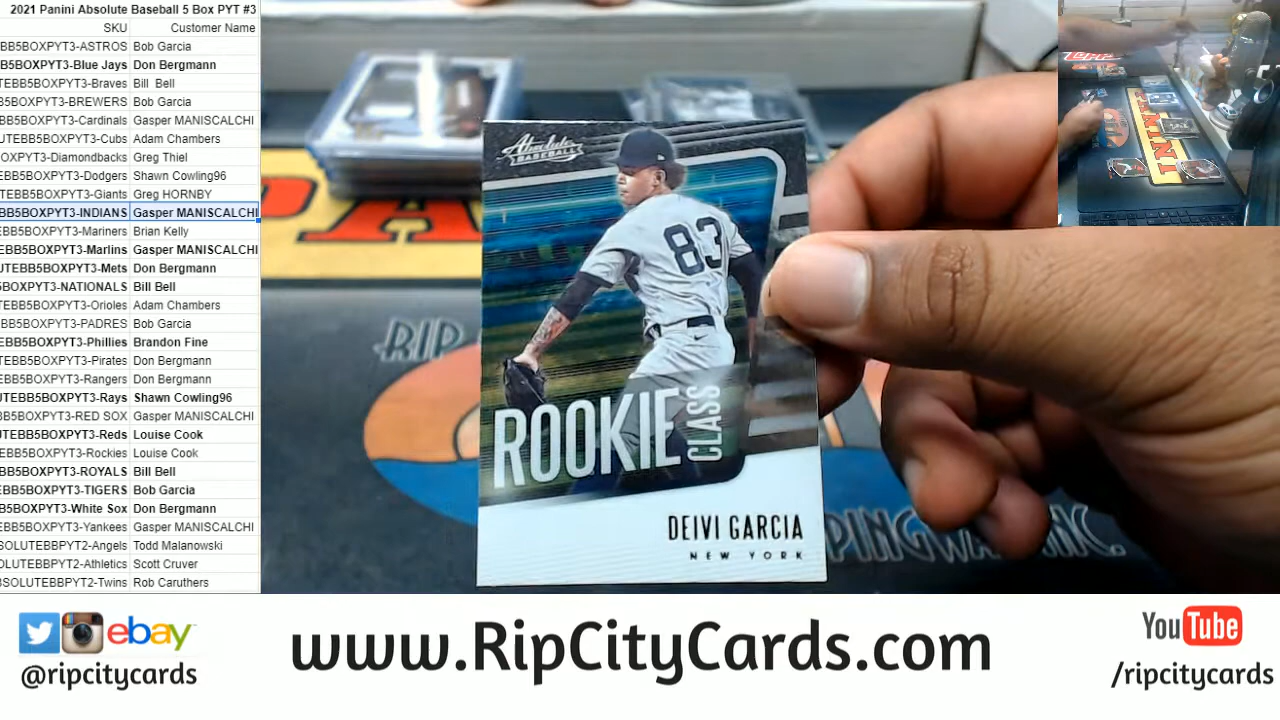 2021 Panini Absolute Baseball 5 Box PYT #3
SKU Customer Name
BB5BOXPYT3-ASTROS Bob Garcia
B5BOXPYT3-Blue Jays Don Bergmann
TEBB5BOXPYT3-Braves Bill Bell
B5BOXPYT3-BREWERS Bob Garcia
BB5BOXPYT3-Cardinals Gasper MANISCALCHI
UTEBB5BOXPYT3-Cubs Adam Chambers
OXPYT3-Diamondbacks Greg Thiel
EBB5BOXPYT3-Dodgers Shawn Cowling96
TEBB5BOXPYT3-Giants Greg HORNBY
BB5BOXPYT3-INDIANS Gasper MANISCALCHI
EBB5BOXPYT3-Mariners Brian Kelly
EBB5BOXPYT3-Marlins Gasper MANISCALCHI
UTEBB5BOXPYT3-Mets Don Bergmann
5BOXPYT3-NATIONALS Bill Bell
TEBB5BOXPYT3-Orioles Adam Chambers
BB5BOXPYT3-PADRES Bob Garcia
EBB5BOXPYT3-Phillies Brandon Fine
TEBB5BOXPYT3-Pirates Don Bergmann
EBB5BOXPYT3-Rangers Don Bergmann
UTEBB5BOXPYT3-Rays Shawn Cowling96
B5BOXPYT3-RED SOX Gasper MANISCALCHI
UTEBB5BOXPYT3-Reds Louise Cook
EBB5BOXPYT3-Rockies Louise Cook
EBB5BOXPYT3-ROYALS Bill Bell
EBB5BOXPYT3-TIGERS Bob Garcia
B5BOXPYT3-White Sox Don Bergmann
EBB5BOXPYT3-Yankees Gasper MANISCALCHI
SOLUTEBBPYT2-Angels Todd Malanowski
OLUTEBBPYT2-Athletics Scott Cruver
BSOLUTEBBPYT2-Twins Rob Caruthers
Absolute
BASEBALL
83
ROOKIE
CLASS
DEIVI GARCIA
NEW YORK
RIP
INC.
ebay
@ripcitycards
www.RipCityCards.com
YouTube
/ripcitycards